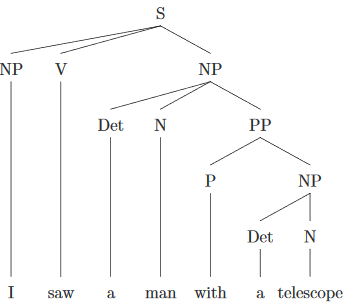 S
NP V NP
Det N PP
P NP
Det N
I saw a man with a telescope